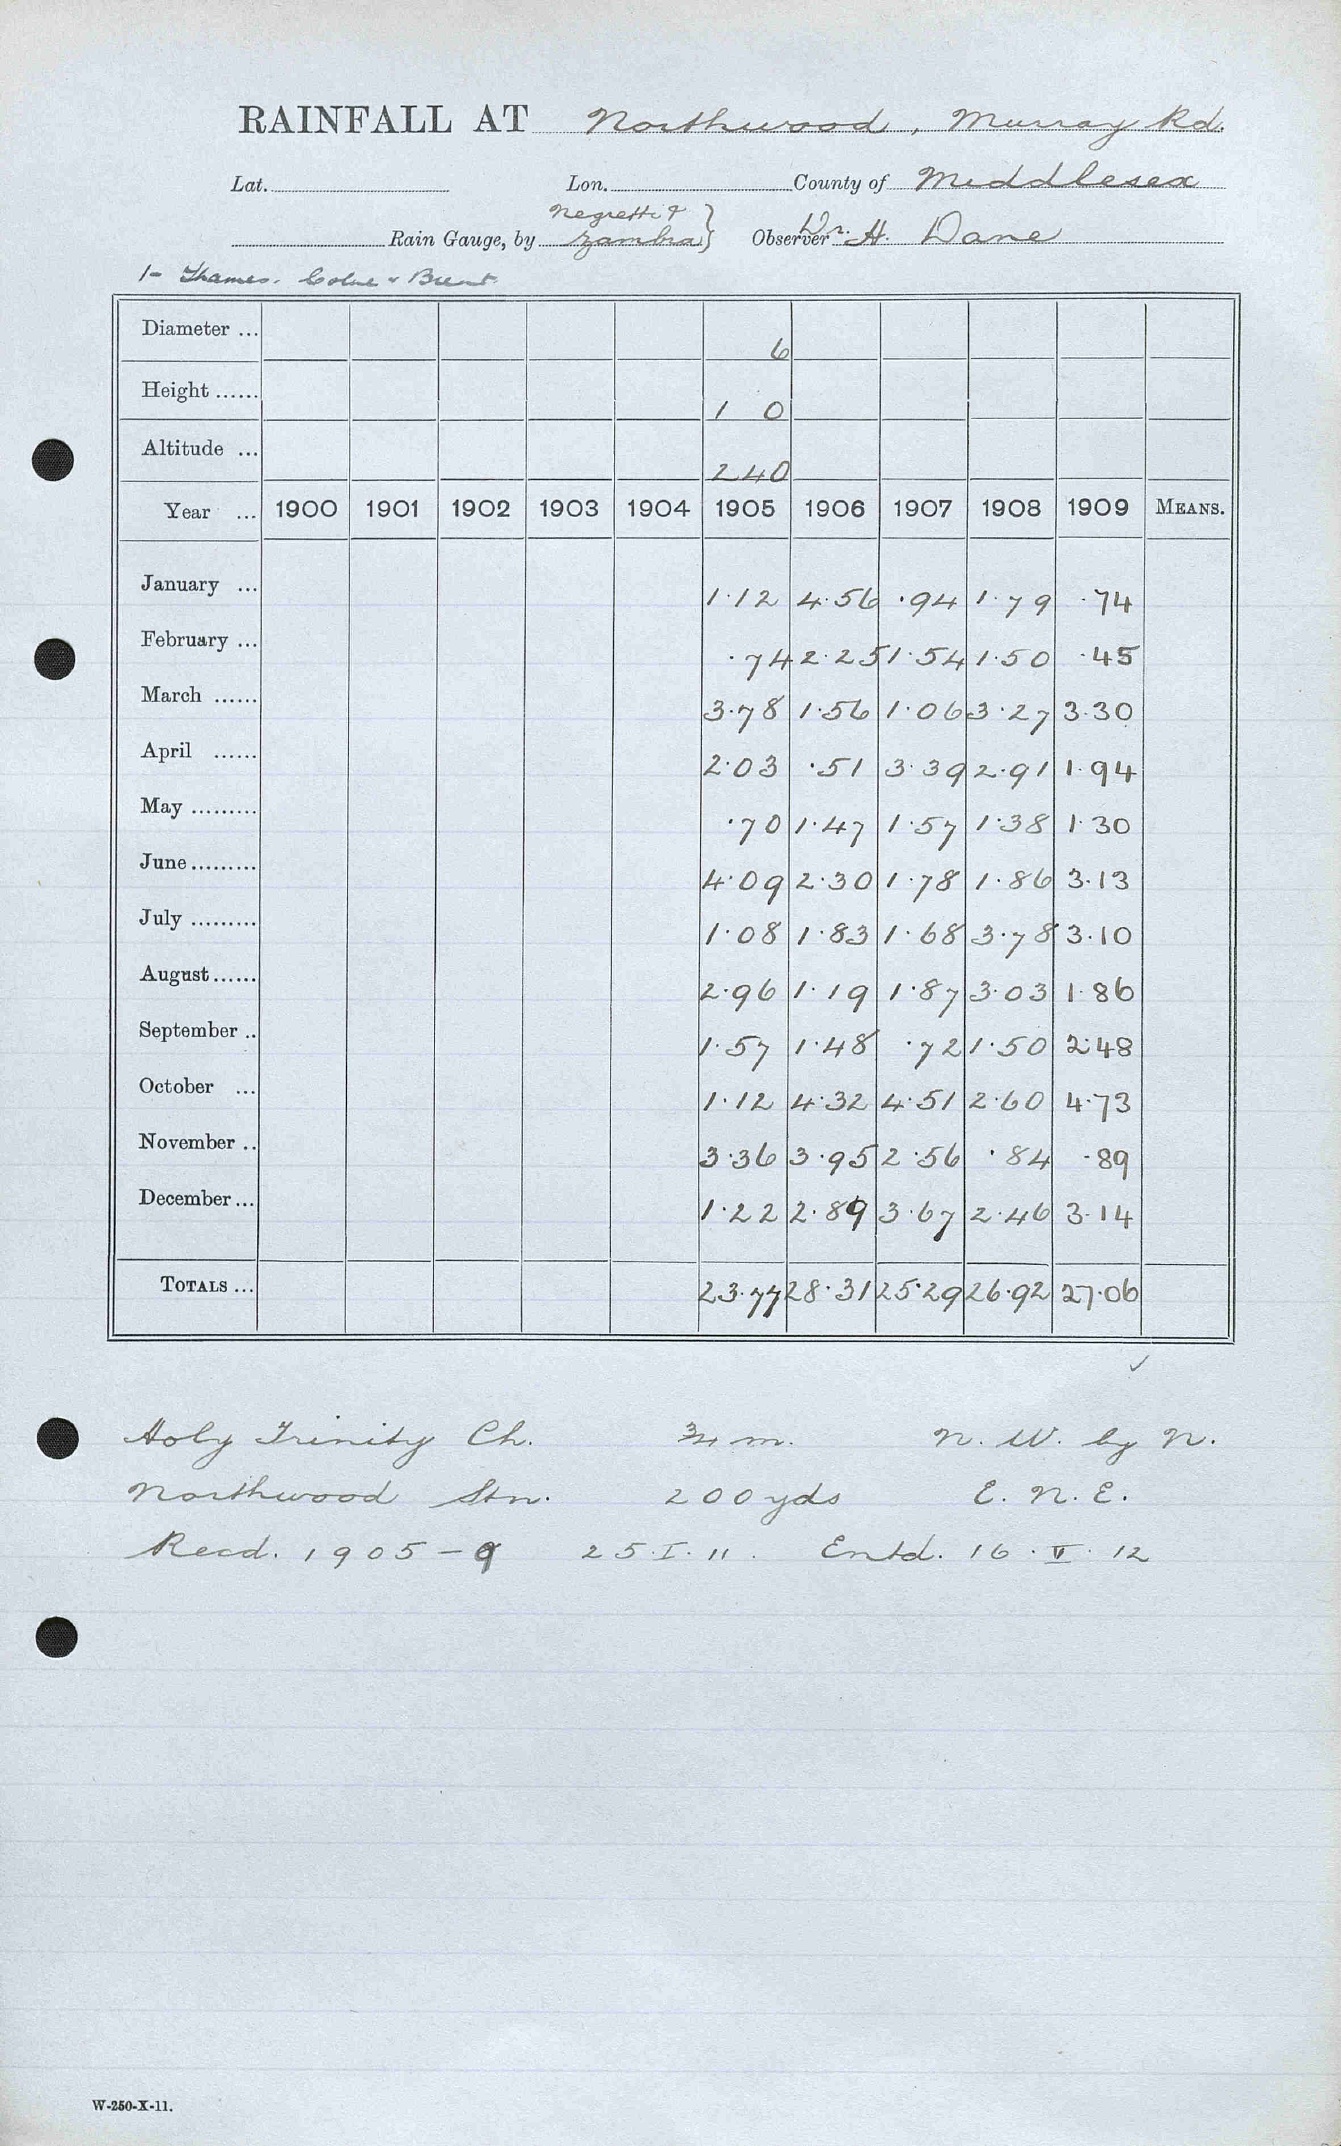 RAINFALL AT Northwood, Murray Rd.
Lat. Lon. County of Middlesex
Rain Gauge, by Negretti & Zambra } Observer Dr. H. Dane
1- Thames. Colne & Brent
Diameter ... 6
Height ...... 1 0
Altitude ... 240
Year ... 1900 1901 1902 1903 1904 1905 1906 1907 1908 1909 MEANS.
January ... 1.12 4.56 .94 1.79 .74
February ... .74 2.25 1.54 1.50 .45
March ...... 3.78 1.56 1.06 3.27 3.30
April ...... 2.03 .51 3.39 2.91 1.94
May ......... .70 1.47 1.57 1.38 1.30
June ......... 4.09 2.30 1.78 1.86 3.13
July ......... 1.08 1.83 1.68 3.78 3.10
August ...... 2.96 1.19 1.87 3.03 1.86
September .. 1.57 1.48 .72 1.50 2.48
October ... 1.12 4.32 4.51 2.60 4.73
November .. 3.36 3.95 2.56 .84 .89
December ... 1.22 2.89 3.67 2.46 3.14
TOTALS ... 23.77 28.31 25.29 26.92 27.06
Holy Trinity Ch. 3/4 m. N. W. by N.
Northwood Stn. 200 yds E. N. E.
Recd. 1905-9 25.I.11. Entd. 16.II.12
W-250-X-11.